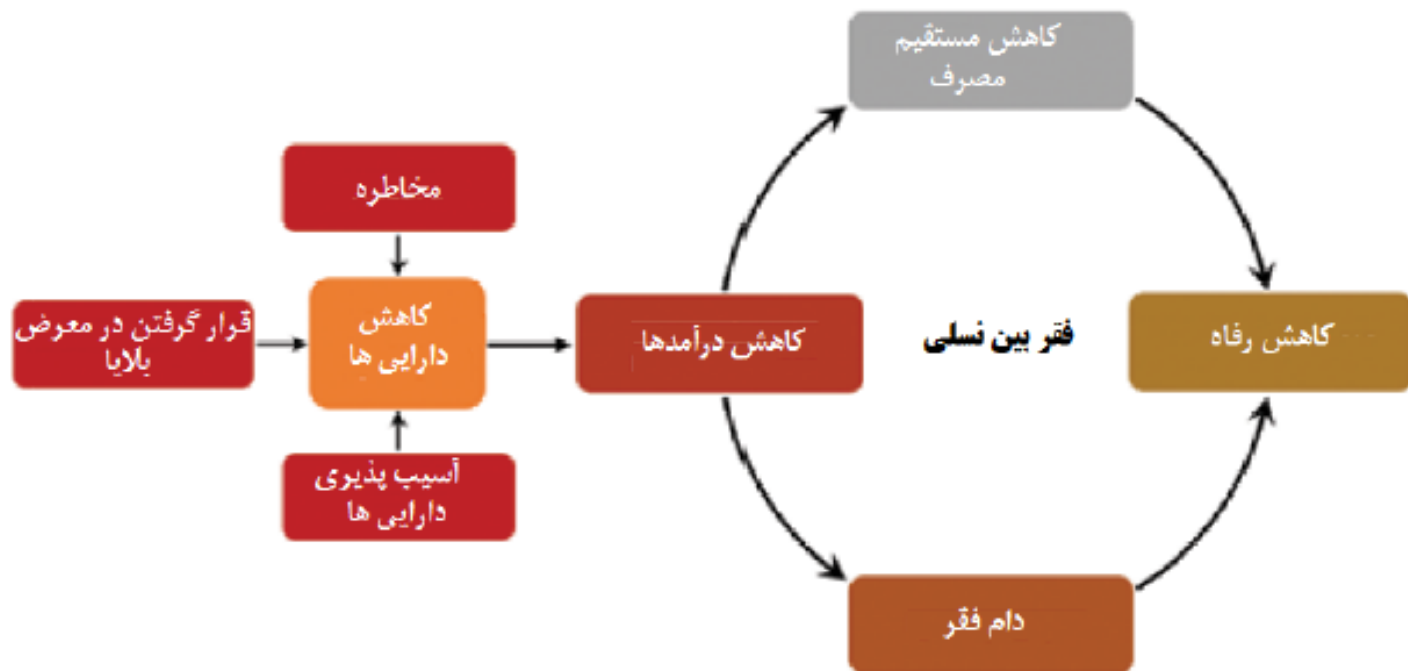 کاهش مستقیم
مصرف
مخاطره
قرار گرفتن در معرض
بلایا
کاهش
دارایی ها
کاهش درآمدها
فقر بین نسلی
کاهش رفاه
آسیب پذیری
دارایی ها
دام فقر